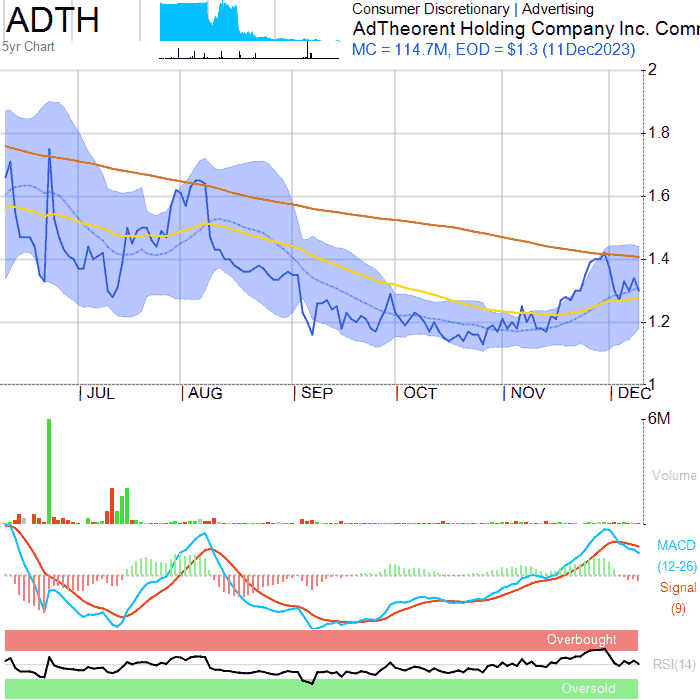 ADTH
5yr Chart
Consumer Discretionary | Advertising
AdTheorent Holding Company Inc. Comm
MC = 114.7M, EOD = $1.3 (11Dec2023)
2
1.8
1.6
1.4
1.2
1
JUL AUG SEP OCT NOV DEC
6M
Volume
MACD
(12-26)
Signal
(9)
Overbought
RSI(14)
Oversold